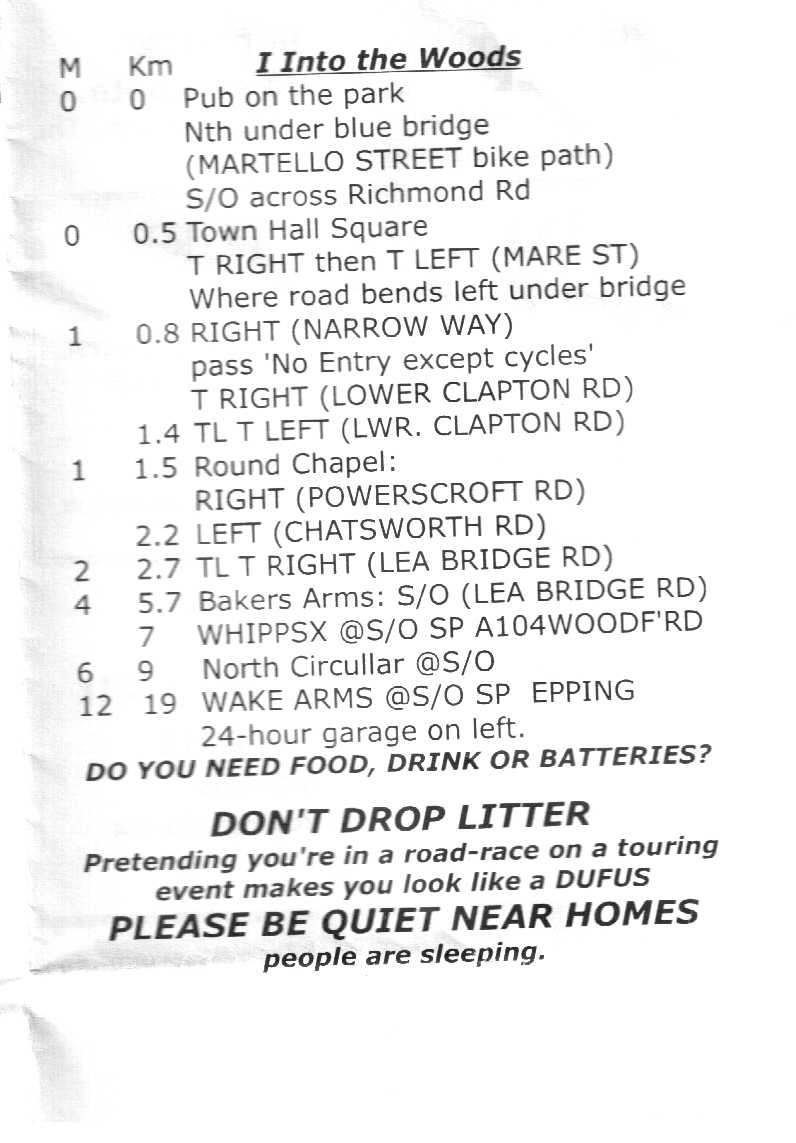 M Km I Into the Woods
0 0 Pub on the park
Nth under blue bridge
(MARTELLO STREET bike path)
S/O across Richmond Rd
0 0.5 Town Hall Square
T RIGHT then T LEFT (MARE ST)
Where road bends left under bridge
1 0.8 RIGHT (NARROW WAY)
pass 'No Entry except cycles'
T RIGHT (LOWER CLAPTON RD)
1.4 TL T LEFT (LWR. CLAPTON RD)
1 1.5 Round Chapel:
RIGHT (POWERSCROFT RD)
2.2 LEFT (CHATSWORTH RD)
2 2.7 TL T RIGHT (LEA BRIDGE RD)
4 5.7 Bakers Arms: S/O (LEA BRIDGE RD)
7 WHIPPSX @S/O SP A104WOODF'RD
6 9 North Circullar @S/O
12 19 WAKE ARMS @S/O SP EPPING
24-hour garage on left.
DO YOU NEED FOOD, DRINK OR BATTERIES?
DON'T DROP LITTER
Pretending you're in a road-race on a touring
event makes you look like a DUFUS
PLEASE BE QUIET NEAR HOMES
people are sleeping.